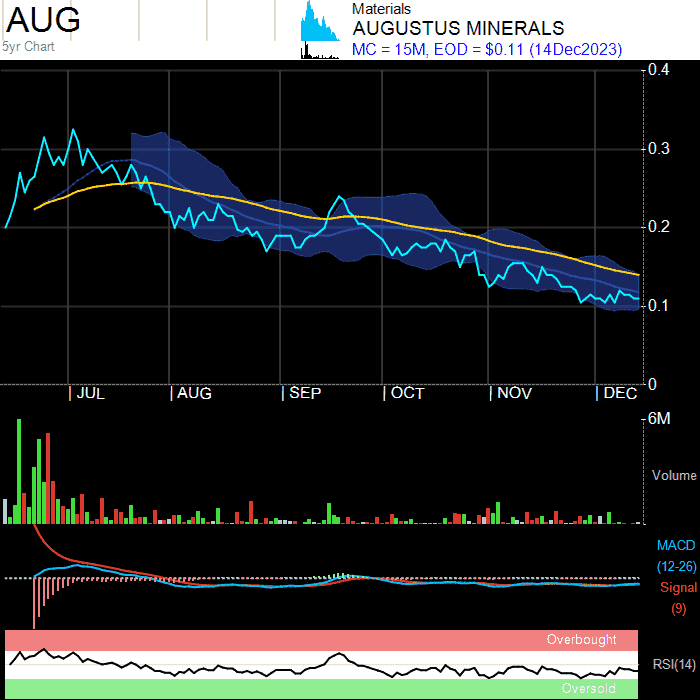 AUG
5yr Chart
Materials
AUGUSTUS MINERALS
MC = 15M, EOD = $0.11 (14Dec2023)
0.4
0.3
0.2
0.1
0
| JUL | AUG | SEP | OCT | NOV | DEC
6M
Volume
MACD
(12-26)
Signal
(9)
Overbought
RSI(14)
Oversold